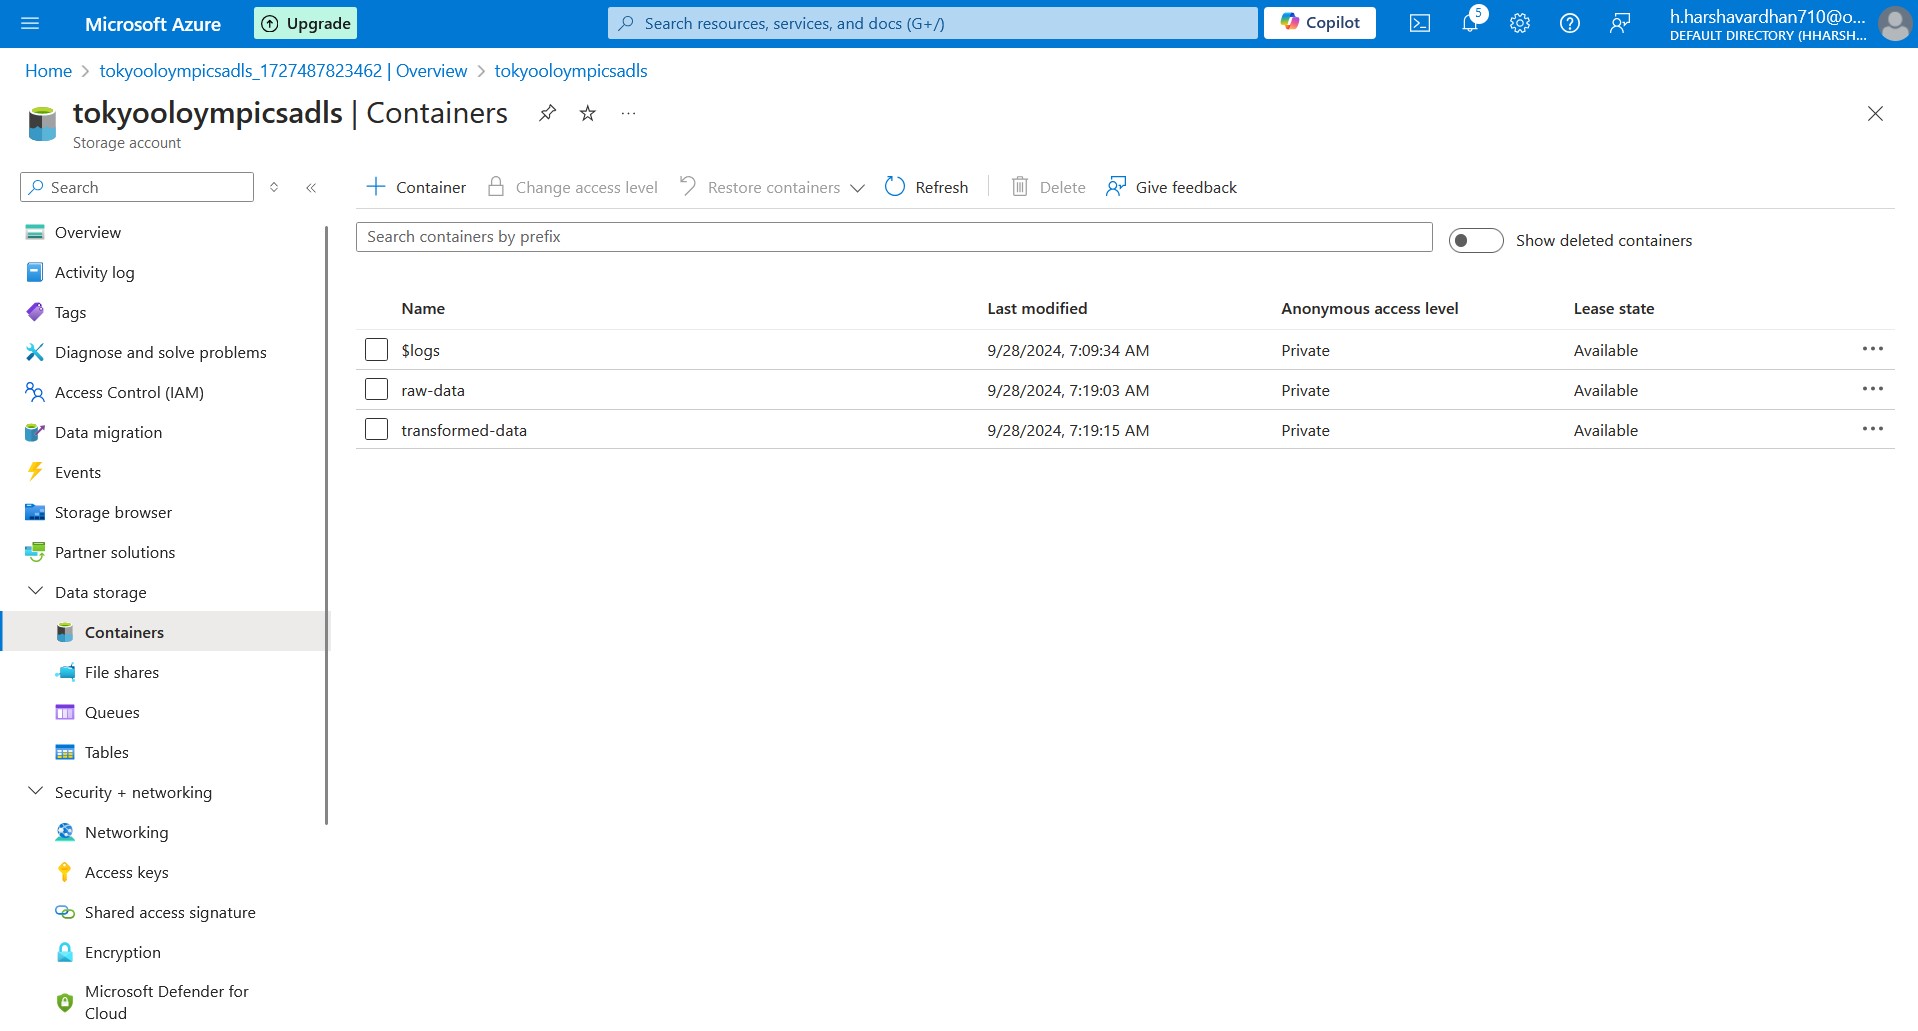 Microsoft Azure
Upgrade
Search resources, services, and docs (G+/)
Copilot
5
h.harshavardhan710@o...
DEFAULT DIRECTORY (HHARSH...
Home > tokyooloympicsadls_1727487823462 | Overview > tokyooloympicsadls
tokyooloympicsadls | Containers
Storage account
Search
Container
Change access level
Restore containers
Refresh
Delete
Give feedback
Search containers by prefix
Show deleted containers
Overview
Activity log
Tags
Diagnose and solve problems
Access Control (IAM)
Data migration
Events
Storage browser
Partner solutions
Data storage
Containers
File shares
Queues
Tables
Security + networking
Networking
Access keys
Shared access signature
Encryption
Microsoft Defender for
Cloud
Name Last modified Anonymous access level Lease state
$logs 9/28/2024, 7:09:34 AM Private Available
raw-data 9/28/2024, 7:19:03 AM Private Available
transformed-data 9/28/2024, 7:19:15 AM Private Available